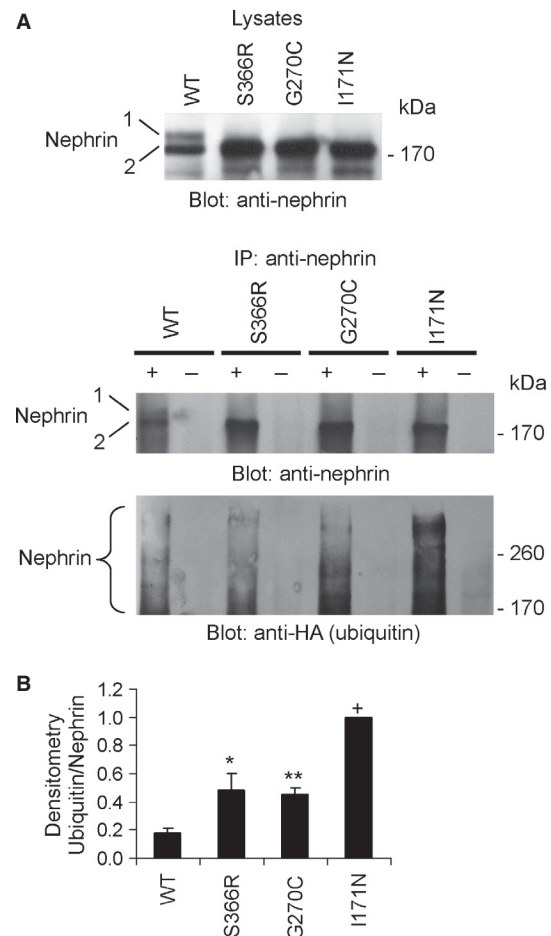 A
Lysates
WT S366R G270C I171N
kDa
1
Nephrin
2
- 170
Blot: anti-nephrin
IP: anti-nephrin
WT S366R G270C I171N
+ – + – + – + –
kDa
1
Nephrin
2
- 170
Blot: anti-nephrin
Nephrin
- 260
- 170
Blot: anti-HA (ubiquitin)
B
Densitometry
Ubiquitin/Nephrin
1.2
1.0
0.8
0.6
0.4
0.2
0.0
* ** +
WT S366R G270C I171N